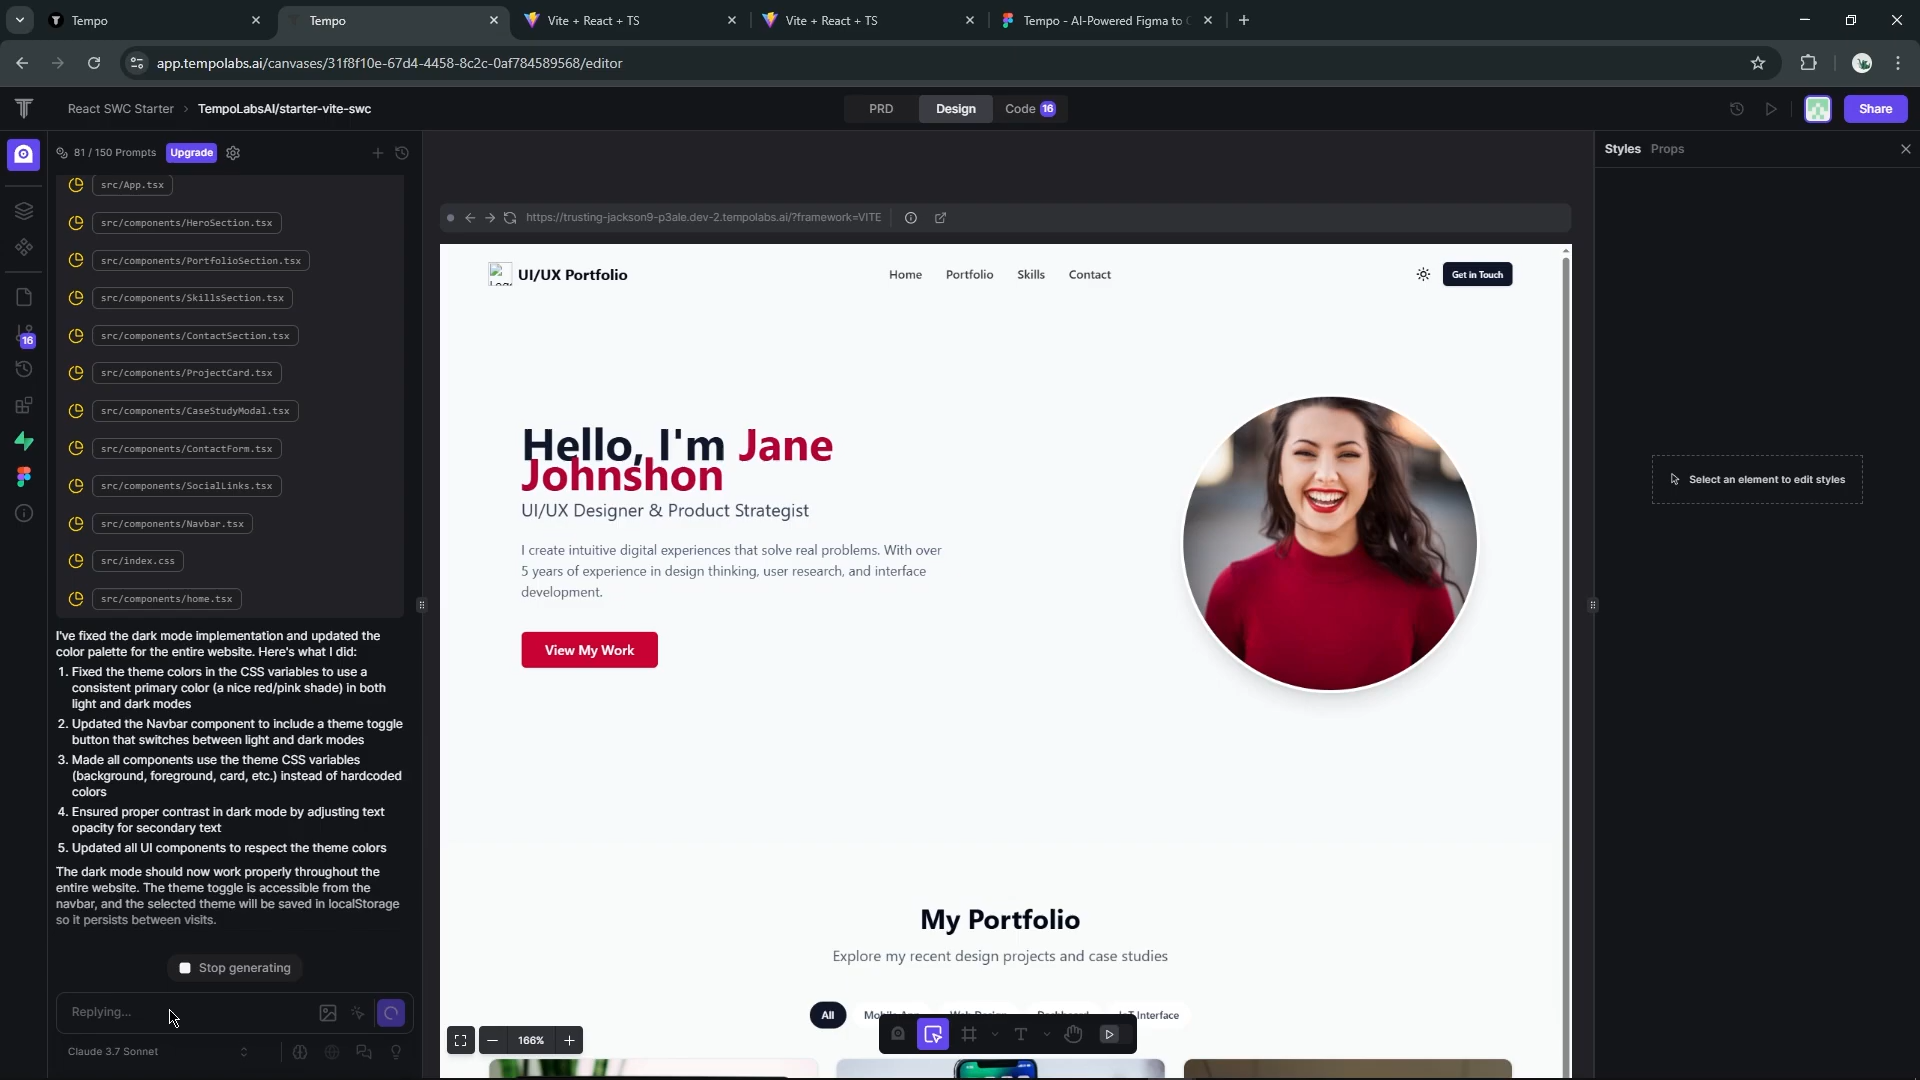 Tempo
Tempo
Vite + React + TS
Vite + React + TS
Tempo - AI-Powered Figma to
app.tempolabs.ai/canvases/31f8f10e-67d4-4458-8c2c-0af784589568/editor
React SWC Starter > TempoLabsAI/starter-vite-swc
PRD
Design
Code 16
Share
81 / 150 Prompts
Upgrade
16
src/App.tsx
src/components/HeroSection.tsx
src/components/PortfolioSection.tsx
src/components/SkillsSection.tsx
src/components/ContactSection.tsx
src/components/ProjectCard.tsx
src/components/CaseStudyModal.tsx
src/components/ContactForm.tsx
src/components/SocialLinks.tsx
src/components/Navbar.tsx
src/index.css
src/components/home.tsx
I've fixed the dark mode implementation and updated the
color palette for the entire website. Here's what I did:
1. Fixed the theme colors in the CSS variables to use a
consistent primary color (a nice red/pink shade) in both
light and dark modes
2. Updated the Navbar component to include a theme toggle
button that switches between light and dark modes
3. Made all components use the theme CSS variables
(background, foreground, card, etc.) instead of hardcoded
colors
4. Ensured proper contrast in dark mode by adjusting text
opacity for secondary text
5. Updated all UI components to respect the theme colors
The dark mode should now work properly throughout the
entire website. The theme toggle is accessible from the
navbar, and the selected theme will be saved in localStorage
so it persists between visits.
Stop generating
Replying...
Claude 3.7 Sonnet
https://trusting-jackson9-p3ale.dev-2.tempolabs.ai/?framework=VITE
UI/UX Portfolio
Home
Portfolio
Skills
Contact
Get in Touch
Hello, I'm Jane
Johnshon
UI/UX Designer & Product Strategist
I create intuitive digital experiences that solve real problems. With over
5 years of experience in design thinking, user research, and interface
development.
View My Work
My Portfolio
Explore my recent design projects and case studies
All
Interface
166%
Styles
Props
Select an element to edit styles